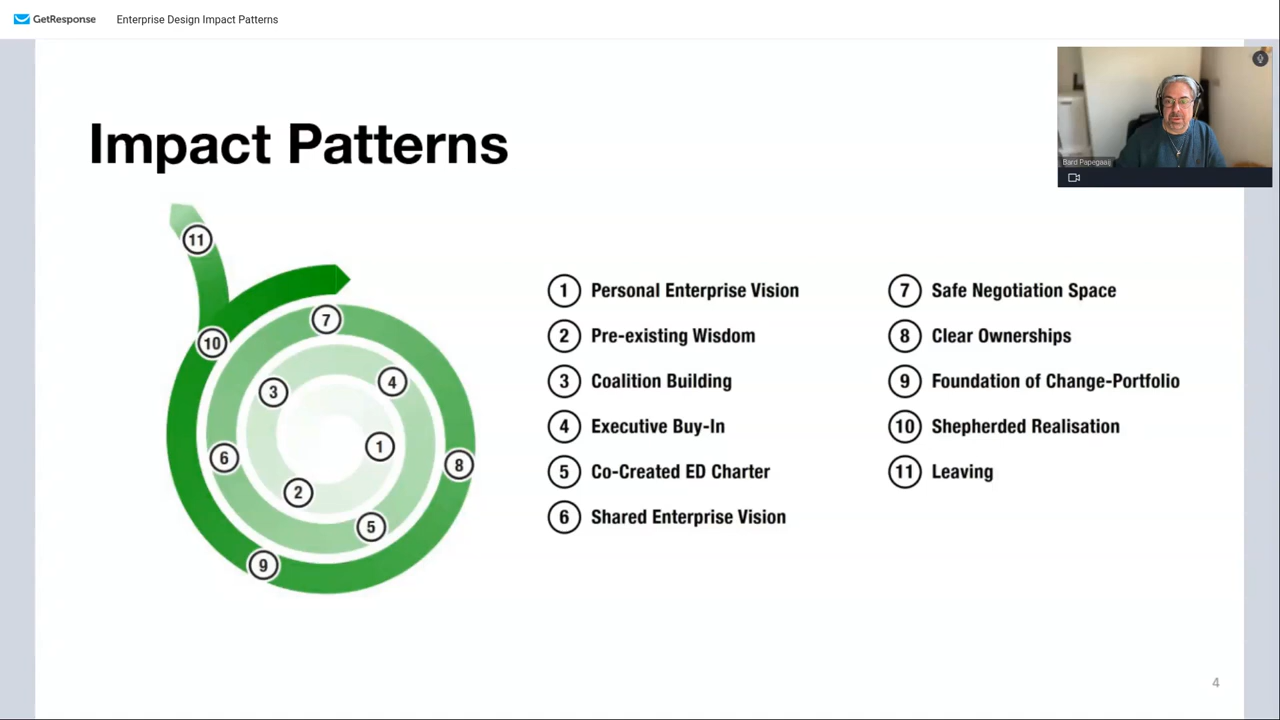 GetResponse Enterprise Design Impact Patterns
Bard Papegaaij
Impact Patterns
11
10
7
3
4
1
6
8
2
5
9
1 Personal Enterprise Vision
2 Pre-existing Wisdom
3 Coalition Building
4 Executive Buy-In
5 Co-Created ED Charter
6 Shared Enterprise Vision
7 Safe Negotiation Space
8 Clear Ownerships
9 Foundation of Change-Portfolio
10 Shepherded Realisation
11 Leaving
4